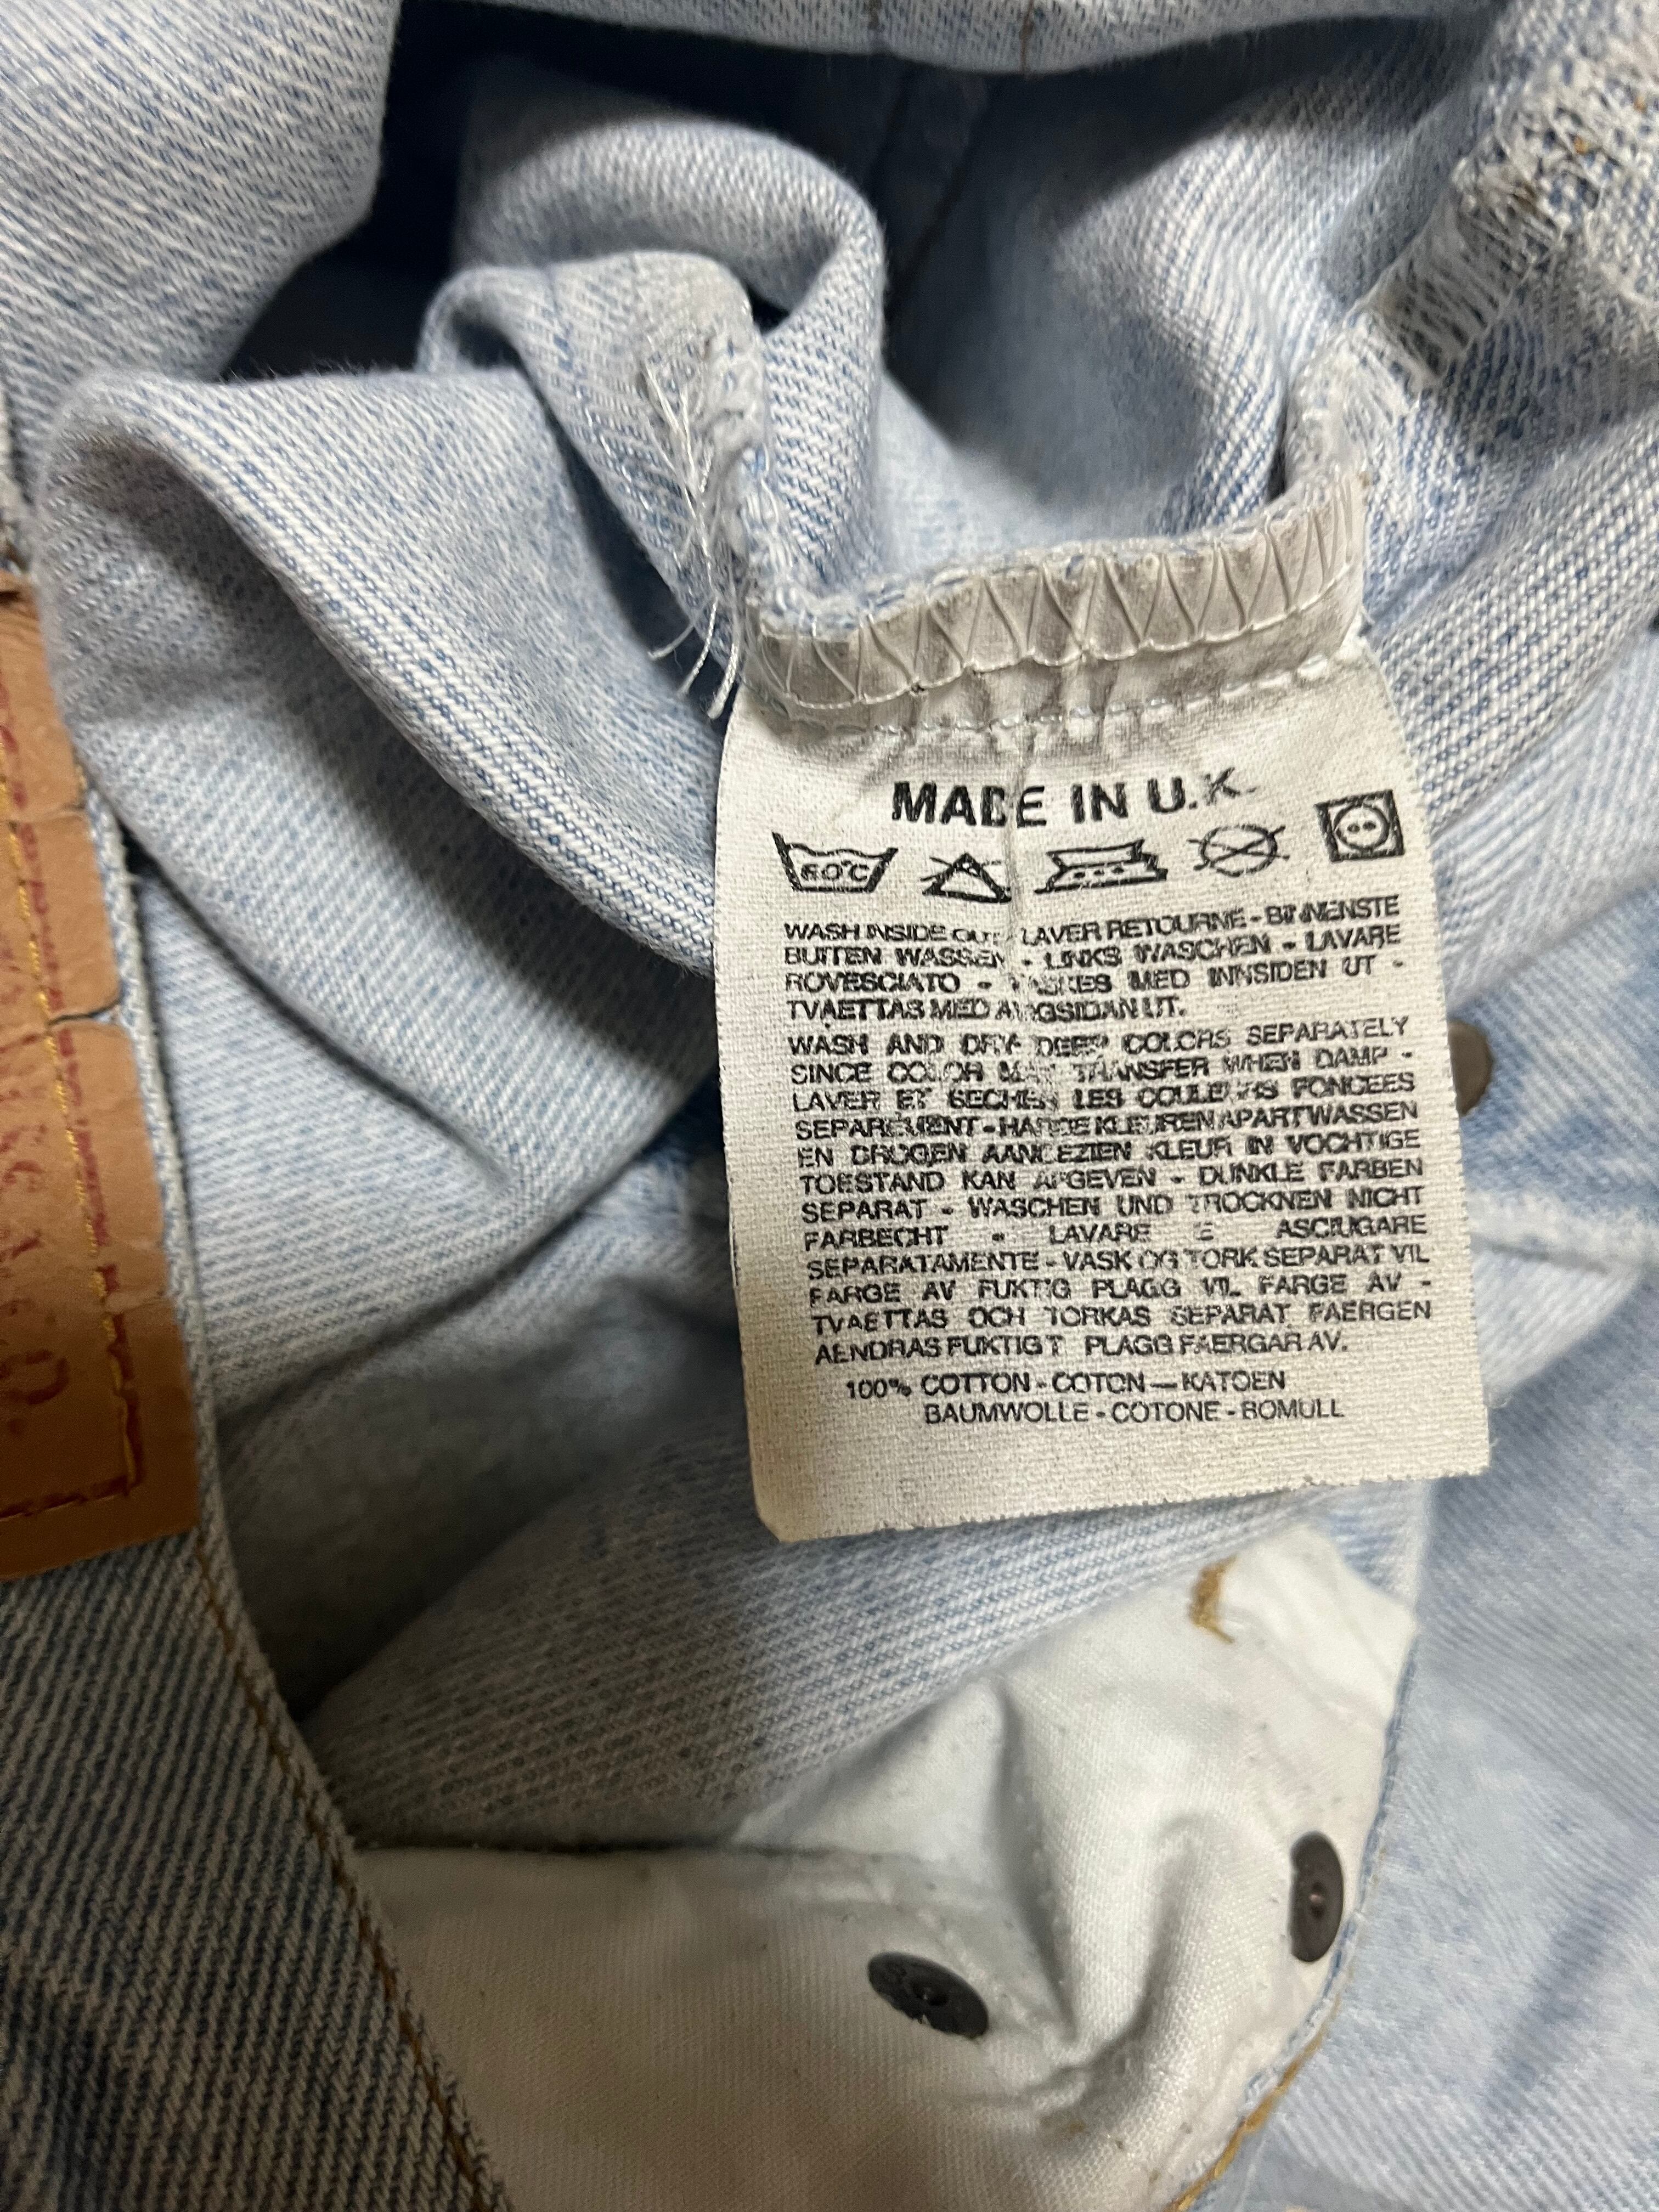 MADE IN U.K.
60°C
WASH INSIDE OUT - LAVER RETOURNE - BINNENSTE
BUITEN WASSEN - LINKS WASCHEN - LAVARE
ROVESCIATO - VASKES MED INNSIDEN UT -
TVAETTAS MED AVIGSIDAN UT.
WASH AND DRY DEEP COLORS SEPARATELY
SINCE COLOR MAY TRANSFER WHEN DAMP -
LAVER ET SECHER LES COULEURS FONCEES
SEPAREMENT - HARDE KLEUREN APART WASSEN
EN DROGEN AANGEZIEN KLEUR IN VOCHTIGE
TOESTAND KAN AFGEVEN - DUNKLE FARBEN
SEPARAT - WASCHEN UND TROCKNEN NICHT
FARBECHT - LAVARE E ASCIUGARE
SEPARATAMENTE - VASK OG TORK SEPARAT VIL
FARGE AV FUKTIG PLAGG VIL FARGE AV -
TVAETTAS OCH TORKAS SEPARAT FAERGEN
AENDRAS FUKTIGT PLAGG FAERGAR AV.
100% COTTON - COTON — KATOEN
BAUMWOLLE - COTONE - BOMULL